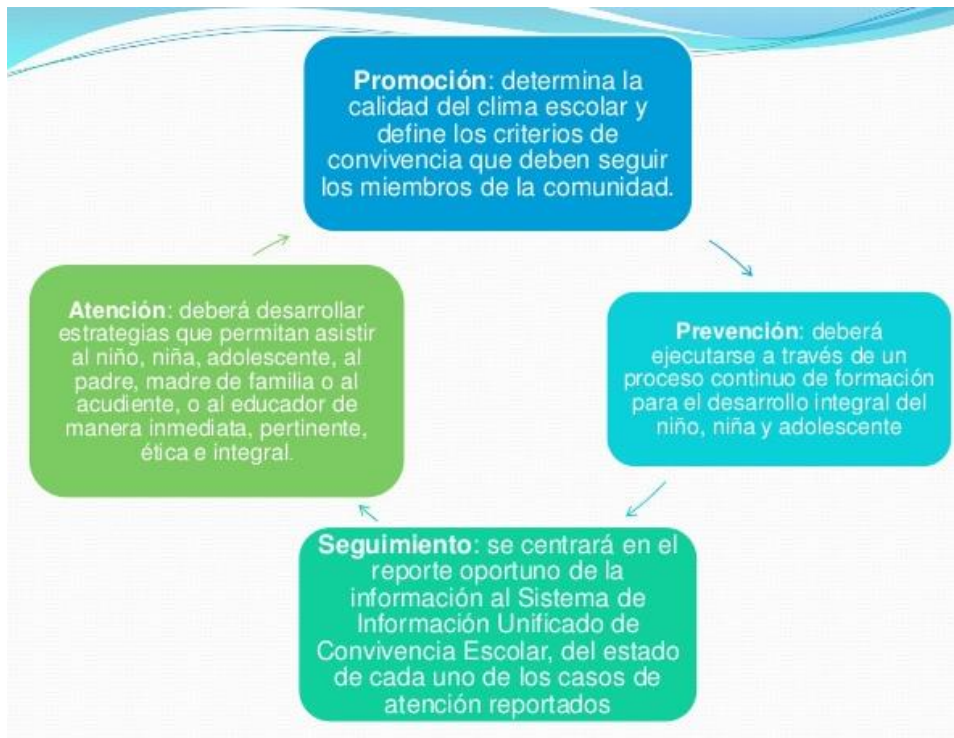 Promoción: determina la
calidad del clima escolar y
define los criterios de
convivencia que deben seguir
los miembros de la comunidad.
Prevención: deberá
ejecutarse a través de un
proceso continuo de formación
para el desarrollo integral del
niño, niña y adolescente
Seguimiento: se centrará en el
reporte oportuno de la
información al Sistema de
Información Unificado de
Convivencia Escolar, del estado
de cada uno de los casos de
atención reportados
Atención: deberá desarrollar
estrategias que permitan asistir
al niño, niña, adolescente, al
padre, madre de familia o al
acudiente, o al educador de
manera inmediata, pertinente,
ética e integral.